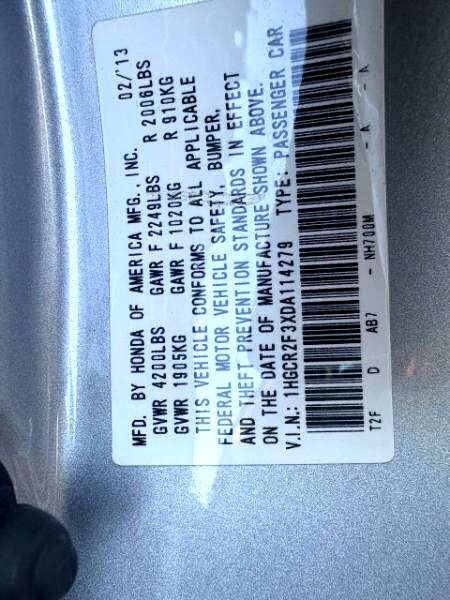 MFD. BY HONDA OF AMERICA MFG., INC. 02/'13
GVWR 4200LBS GAWR F 2249LBS R 2006LBS
GVWR 1905KG GAWR F 1020KG R 910KG
THIS VEHICLE CONFORMS TO ALL APPLICABLE
FEDERAL MOTOR VEHICLE SAFETY, BUMPER,
AND THEFT PREVENTION STANDARDS IN EFFECT
ON THE DATE OF MANUFACTURE SHOWN ABOVE.
V.I.N.: 1HGCR2F3XDA114279 TYPE: PASSENGER CAR
T2F D AB7 - NH700M - A - A